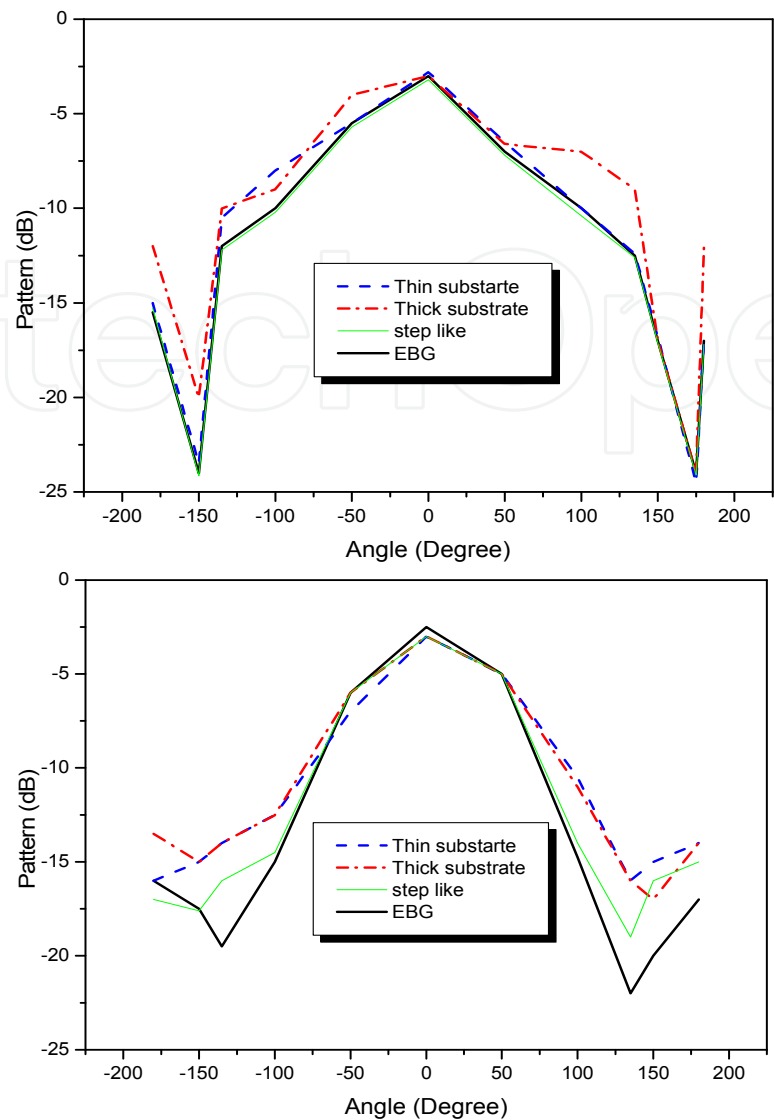 0
-5
-10
-15
-20
-25
Pattern (dB)
Thin substarte
Thick substrate
step like
EBG
-200 -150 -100 -50 0 50 100 150 200
Angle (Degree)
0
-5
-10
-15
-20
-25
Pattern (dB)
Thin substarte
Thick substrate
step like
EBG
-200 -150 -100 -50 0 50 100 150 200
Angle (Degree)